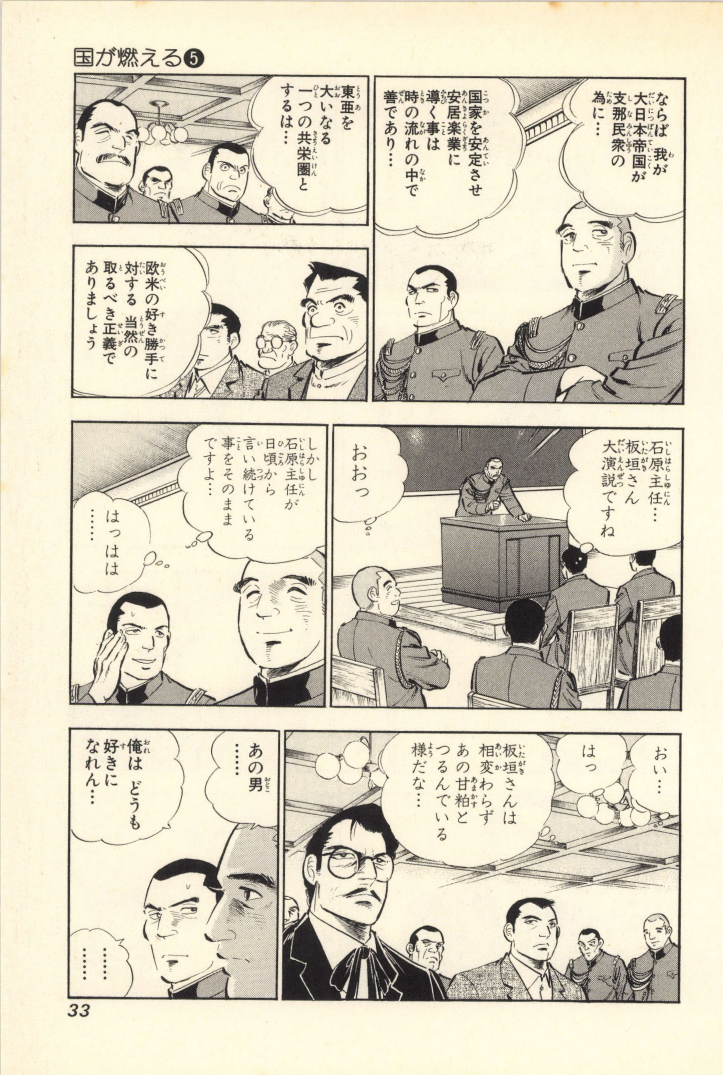 国が燃える❺
ならば 我が
大日本帝国が
支那民衆の
為に…
国家を安定させ
安居楽業に
導く事は
時の流れの中で
善であり…
東亜を
大いなる
一つの共栄圏と
するは…
欧米の好き勝手に
対する 当然の
取るべき正義で
ありましょう
石原主任…
板垣さん
大演説ですね
おおっ
しかし
石原主任が
日頃から
言い続けている
事をそのまま
ですよ…
はっはは
……
おい…
はっ
板垣さんは
相変わらず
あの甘粕と
つるんでいる
様だな…
あの男
……
俺は どうも
好きに
なれん…
……
……
33